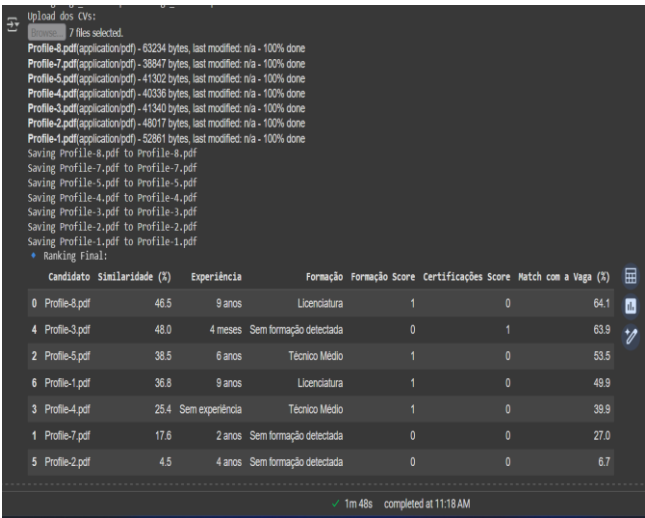 Upload dos CVs:
Browse... 7 files selected.
Profile-8.pdf(application/pdf) - 63234 bytes, last modified: n/a - 100% done
Profile-7.pdf(application/pdf) - 38847 bytes, last modified: n/a - 100% done
Profile-5.pdf(application/pdf) - 41302 bytes, last modified: n/a - 100% done
Profile-4.pdf(application/pdf) - 40336 bytes, last modified: n/a - 100% done
Profile-3.pdf(application/pdf) - 41340 bytes, last modified: n/a - 100% done
Profile-2.pdf(application/pdf) - 48017 bytes, last modified: n/a - 100% done
Profile-1.pdf(application/pdf) - 52861 bytes, last modified: n/a - 100% done
Saving Profile-8.pdf to Profile-8.pdf
Saving Profile-7.pdf to Profile-7.pdf
Saving Profile-5.pdf to Profile-5.pdf
Saving Profile-4.pdf to Profile-4.pdf
Saving Profile-3.pdf to Profile-3.pdf
Saving Profile-2.pdf to Profile-2.pdf
Saving Profile-1.pdf to Profile-1.pdf
Ranking Final:
Candidato Similaridade (%) Experiência Formação Formação Score Certificações Score Match com a Vaga (%)
0 Profile-8.pdf 46.5 9 anos Licenciatura 1 0 64.1
4 Profile-3.pdf 48.0 4 meses Sem formação detectada 0 1 63.9
2 Profile-5.pdf 38.5 6 anos Técnico Médio 1 0 53.5
6 Profile-1.pdf 36.8 9 anos Licenciatura 1 0 49.9
3 Profile-4.pdf 25.4 Sem experiência Técnico Médio 1 0 39.9
1 Profile-7.pdf 17.6 2 anos Sem formação detectada 0 0 27.0
5 Profile-2.pdf 4.5 4 anos Sem formação detectada 0 0 6.7
✓ 1m 48s completed at 11:18 AM